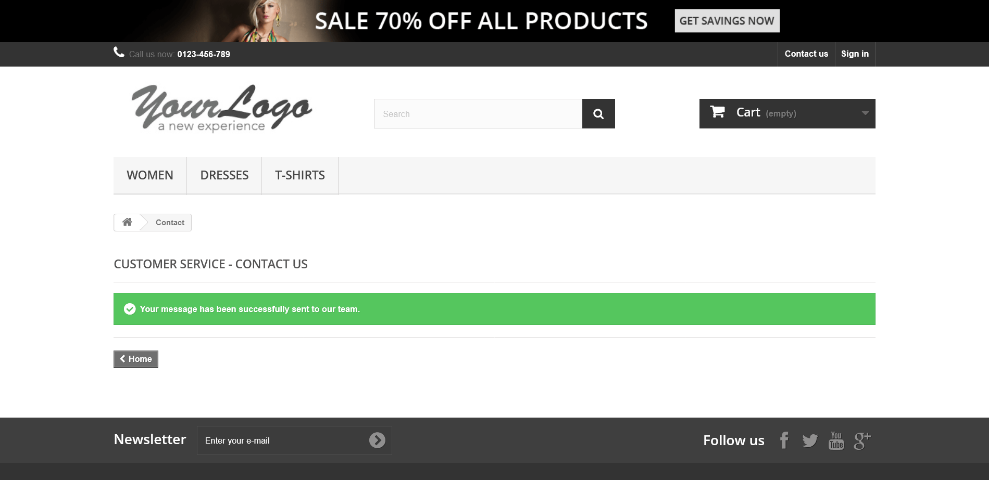 SALE 70% OFF ALL PRODUCTS
GET SAVINGS NOW
Call us now: 0123-456-789
Contact us
Sign in
Your Logo
a new experience
Search
Cart (empty)
WOMEN
DRESSES
T-SHIRTS
Contact
CUSTOMER SERVICE - CONTACT US
Your message has been successfully sent to our team.
Home
Newsletter
Enter your e-mail
Follow us
You
Tube
g+